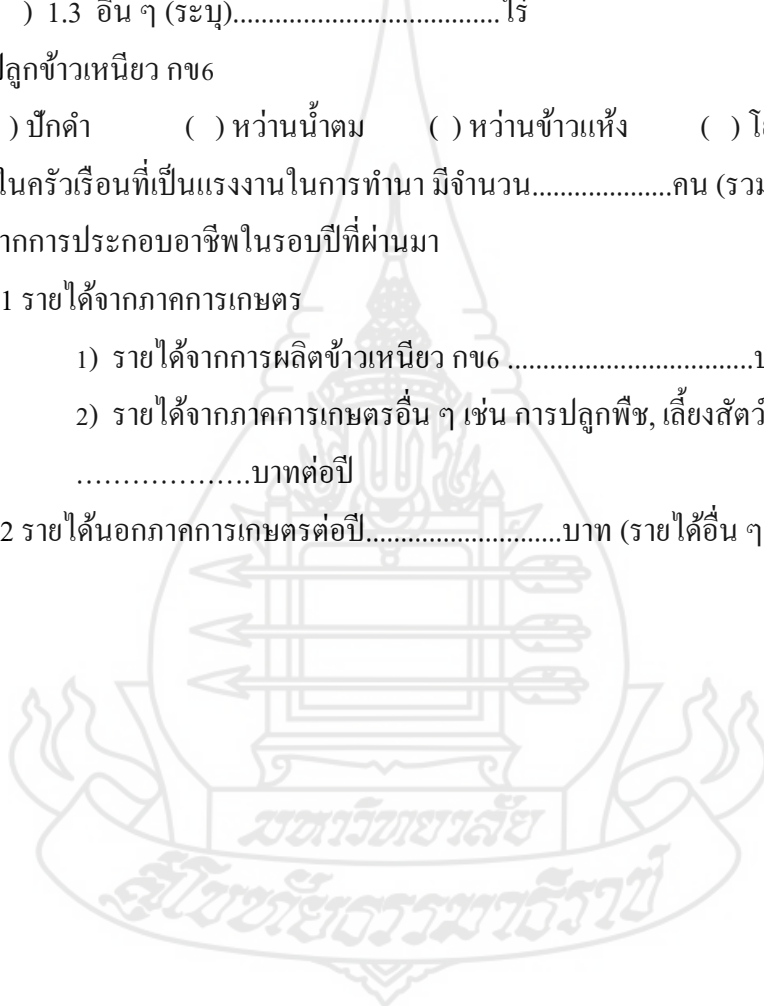 ) 1.3 อื่น ๆ (ระบุ)......................................ไร่
ปลูกข้าวเหนียว กข6
) ปักดำ ( ) หว่านน้ำตม ( ) หว่านข้าวแห้ง ( )
ในครัวเรือนที่เป็นแรงงานในการทำนา มีจำนวน....................คน (รวม
ากการประกอบอาชีพในรอบปีที่ผ่านมา
1 รายได้จากภาคการเกษตร
1) รายได้จากการผลิตข้าวเหนียว กข6 ...................................
2) รายได้จากภาคการเกษตรอื่น ๆ เช่น การปลูกพืช, เลี้ยงสัตว์
……………….บาทต่อปี
2 รายได้นอกภาคการเกษตรต่อปี............................บาท (รายได้อื่น ๆ
มหาวิทยาลัย
สุโขทัยธรรมาธิราช